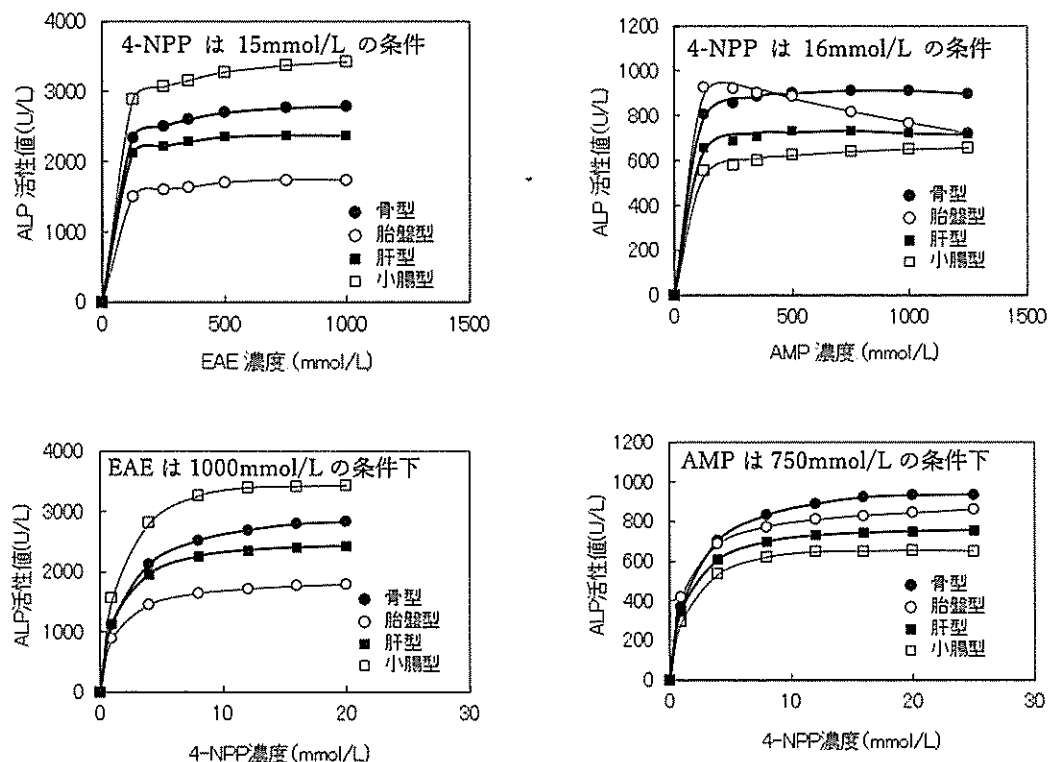 4-NPP は 15mmol/L の条件
ALP 活性値(U/L)
4000
3000
2000
1000
0
0 500 1000 1500
EAE 濃度 (mmol/L)
骨型
胎盤型
肝型
小腸型
4-NPP は 16mmol/L の条件
ALP 活性値(U/L)
1200
1000
800
600
400
200
0
0 500 1000 1500
AMP 濃度 (mmol/L)
骨型
胎盤型
肝型
小腸型
EAE は 1000mmol/L の条件下
ALP活性値(U/L)
4000
3000
2000
1000
0
0 10 20 30
4-NPP濃度 (mmol/L)
骨型
胎盤型
肝型
小腸型
AMP は 750mmol/L の条件下
ALP活性値(U/L)
1200
1000
800
600
400
200
0
0 10 20 30
4-NPP濃度 (mmol/L)
骨型
胎盤型
肝型
小腸型